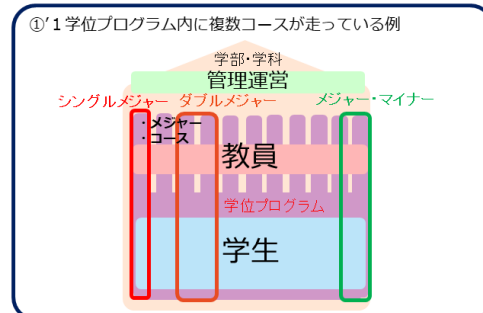 ①’１学位プログラム内に複数コースが走っている例
学部・学科
管理運営
シングルメジャー ダブルメジャー メジャー・マイナー
・メジャー
・コース
教員
学位プログラム
学生